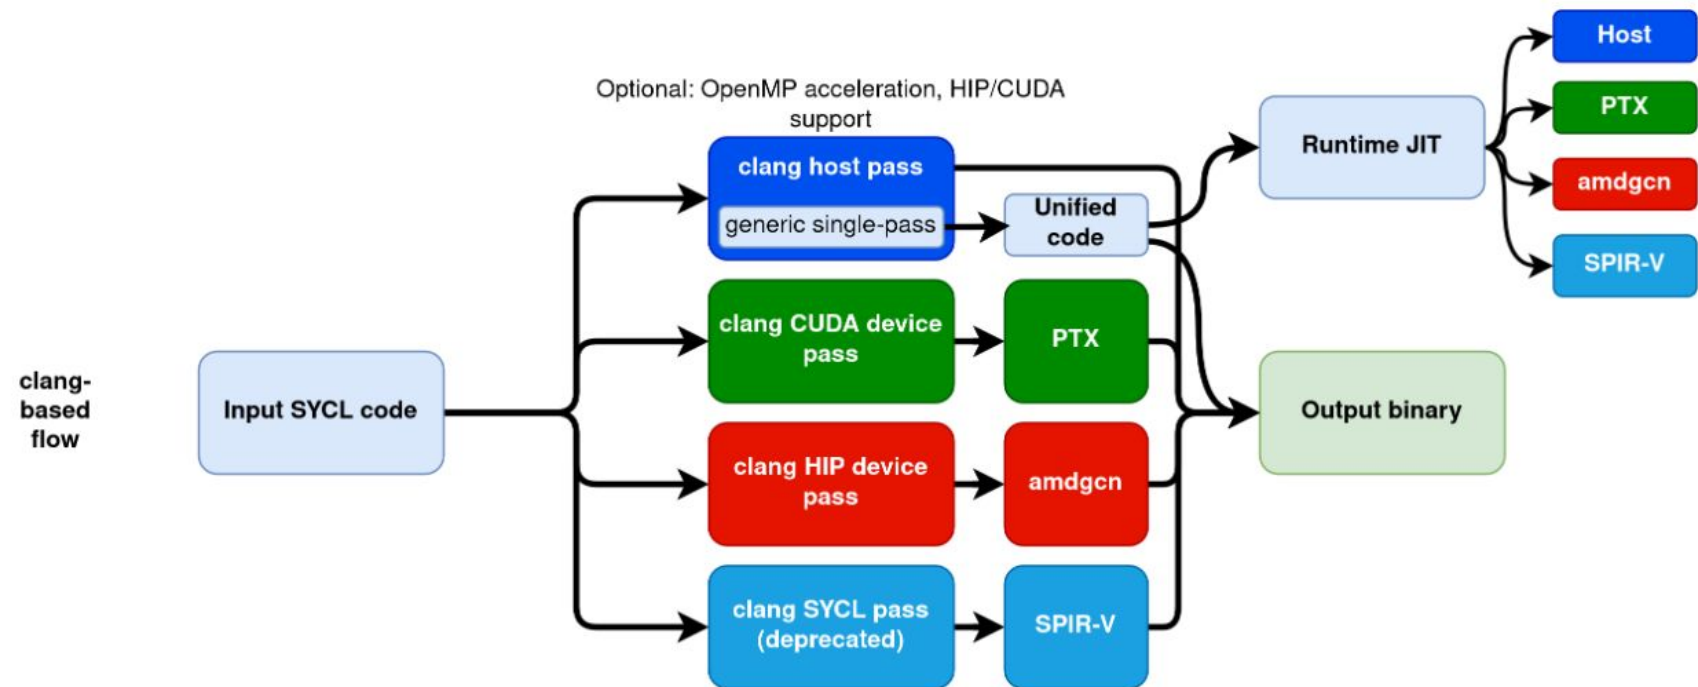 Host
Optional: OpenMP acceleration, HIP/CUDA
support
PTX
clang host pass
Runtime JIT
amdgcn
generic single-pass
Unified
code
SPIR-V
clang CUDA device
pass
PTX
clang-
based
flow
Input SYCL code
Output binary
clang HIP device
pass
amdgcn
clang SYCL pass
(deprecated)
SPIR-V